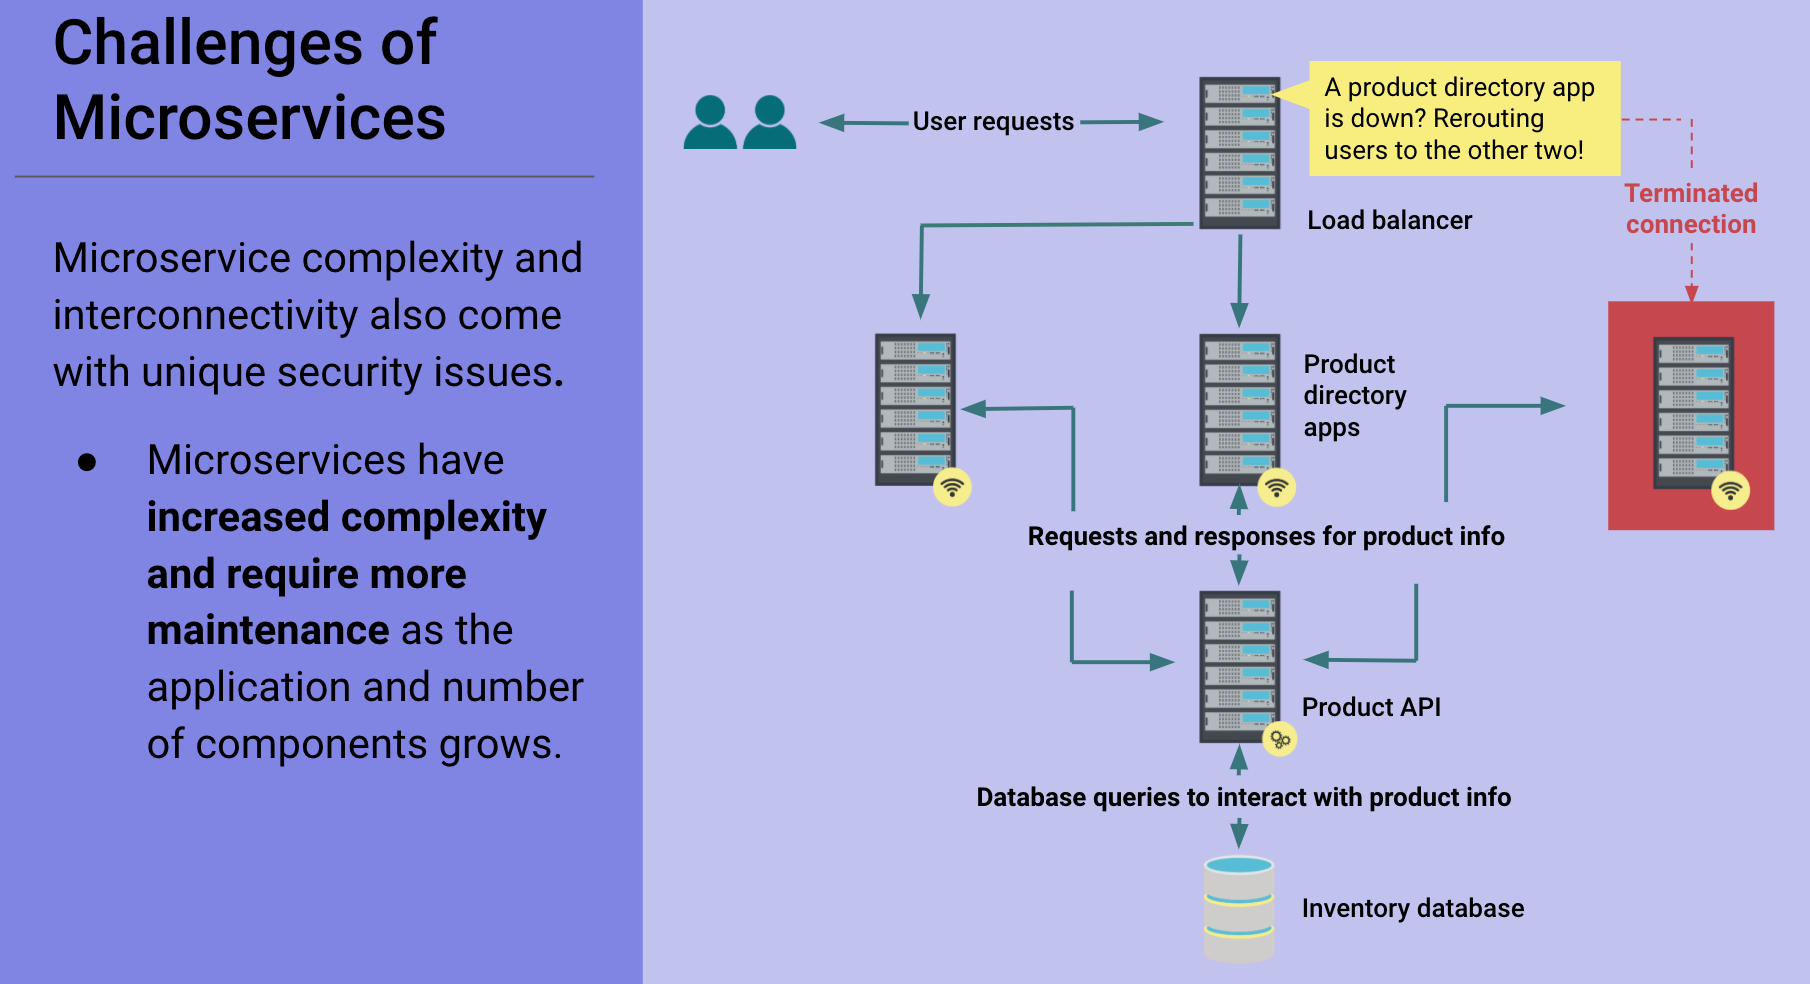 Challenges of
Microservices
Microservice complexity and
interconnectivity also come
with unique security issues.
● Microservices have
increased complexity
and require more
maintenance as the
application and number
of components grows.
User requests
A product directory app
is down? Rerouting
users to the other two!
Load balancer
Terminated
connection
Product
directory
apps
Requests and responses for product info
Product API
Database queries to interact with product info
Inventory database